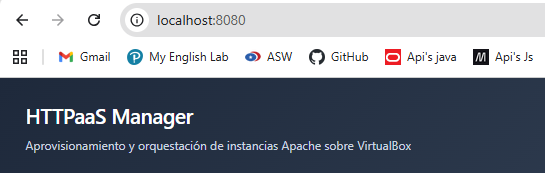 localhost:8080
Gmail
My English Lab
ASW
GitHub
Api's java
Api's Js
HTTPaaS Manager
Aprovisionamiento y orquestación de instancias Apache sobre VirtualBox